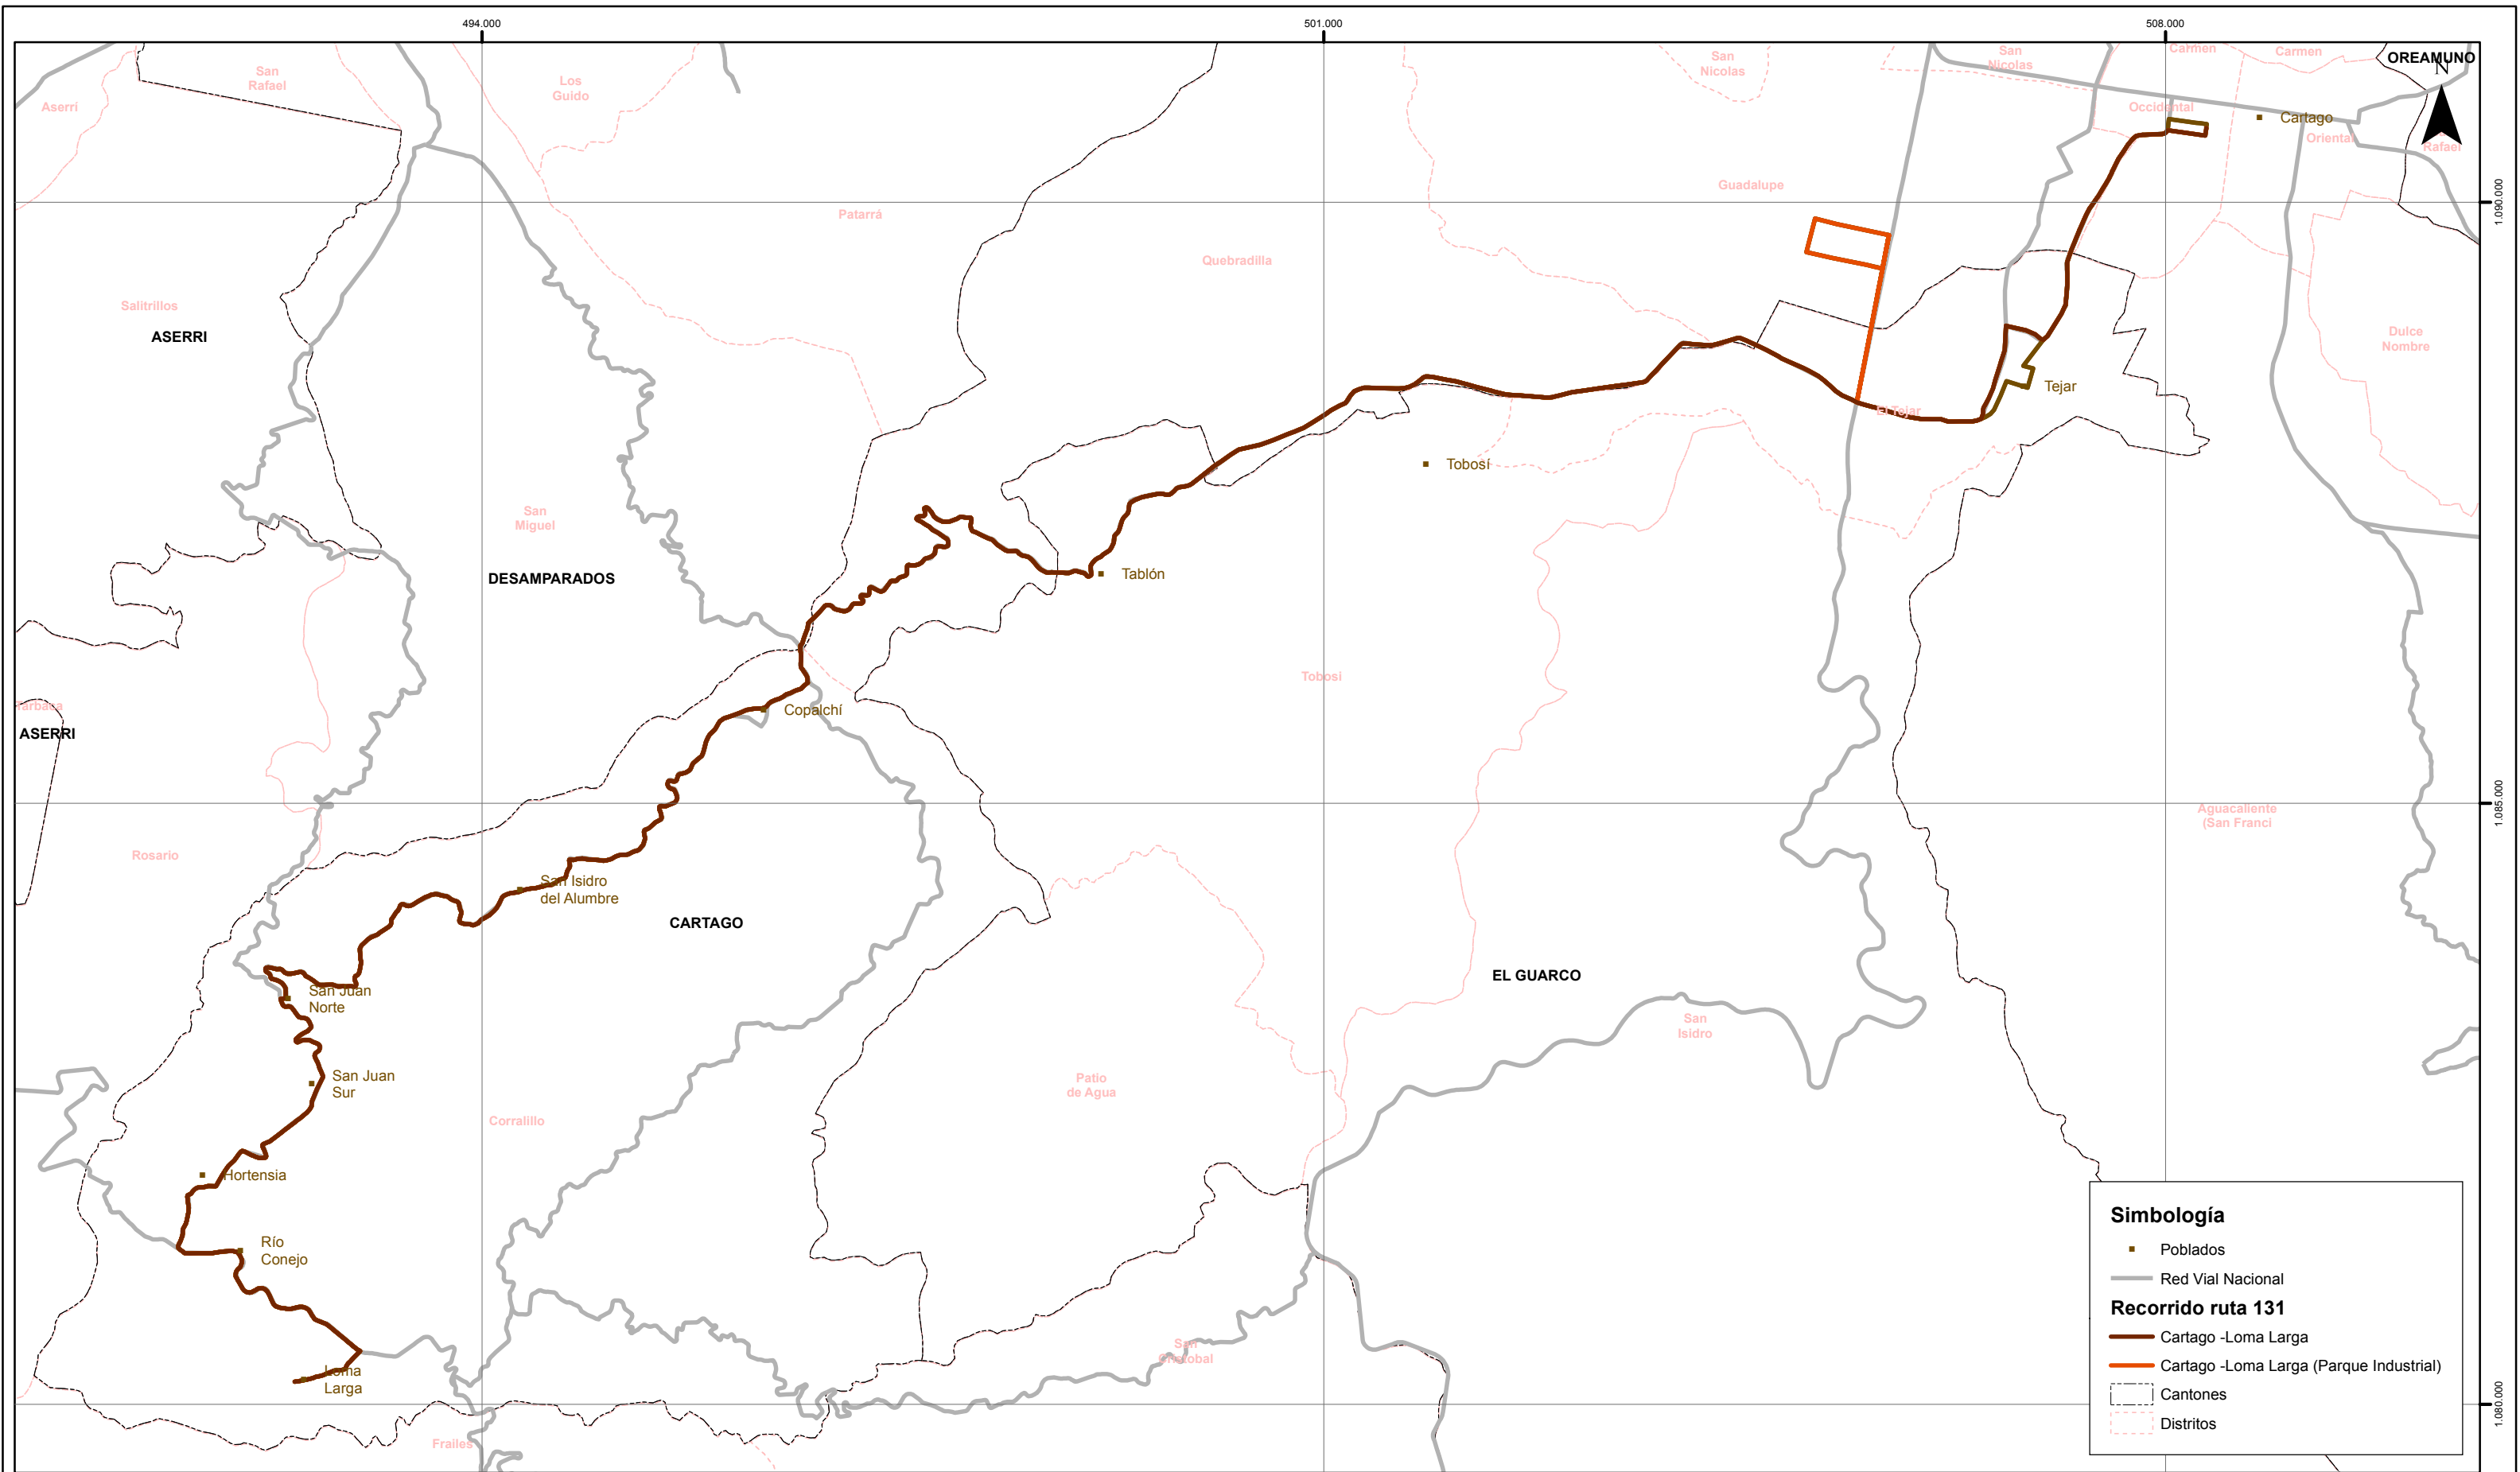 494.000
501.000
508.000
OREAMUNO
N
San
Rafael
Los
Guido
San
Nicolas
San
Nicolas
Carmen
Carmen
Aserri
Occidental
Cartago
Oriental
Rafael
Guadalupe
1.090.000
Patarrá
Quebradilla
Salitrillos
ASERRI
Dulce
Nombre
Tejar
El Tejar
Tobosí
San
Miguel
DESAMPARADOS
Tablón
Tobosi
Tarbaca
ASERRI
Copalchí
1.085.000
Aguacaliente
(San Franci
Rosario
San Isidro
del Alumbre
CARTAGO
EL GUARCO
San Juan
Norte
San
Isidro
San Juan
Sur
Patio
de Agua
Corralillo
Hortensia
Río
Conejo
San
Cristobal
Loma
Larga
1.080.000
Frailes
Simbología
Poblados
Red Vial Nacional
Recorrido ruta 131
Cartago -Loma Larga
Cartago -Loma Larga (Parque Industrial)
Cantones
Distritos